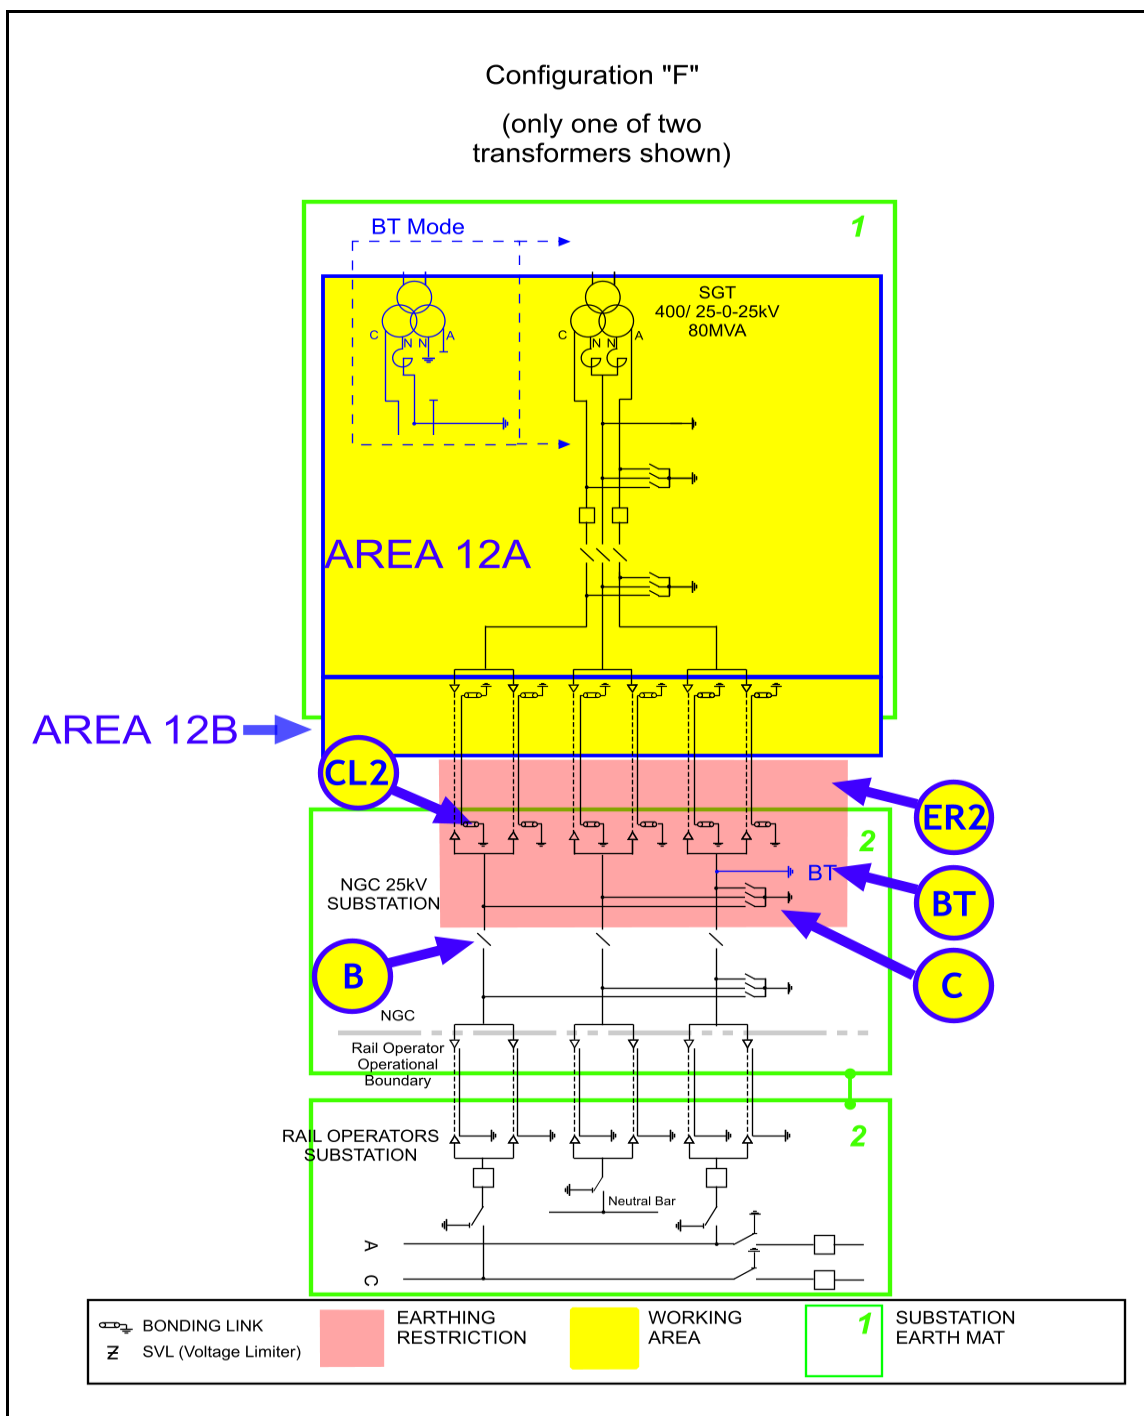 Configuration "F"
(only one of two
transformers shown)
1
BT Mode
SGT
400/ 25-0-25kV
80MVA
C N N A
C N N A
AREA 12A
AREA 12B
CL2
ER2
2
BT
NGC 25kV
SUBSTATION
BT
B
C
NGC
Rail Operator
Operational
Boundary
2
RAIL OPERATORS
SUBSTATION
Neutral Bar
A
C
BONDING LINK
SVL (Voltage Limiter)
EARTHING
RESTRICTION
WORKING
AREA
1
SUBSTATION
EARTH MAT